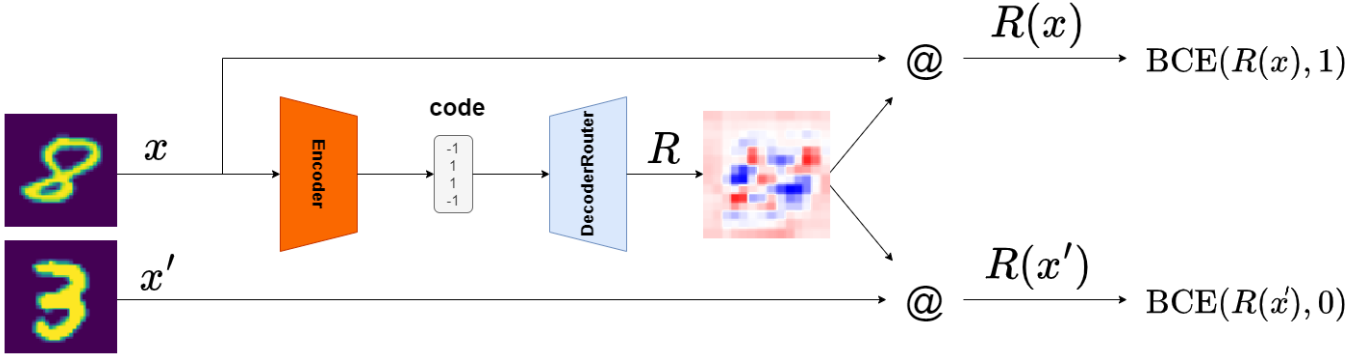 R(x)
@
BCE(R(x), 1)
code
x
Encoder
-1
1
1
-1
DecoderRouter
R
x′
@
R(x′)
BCE(R(x′), 0)